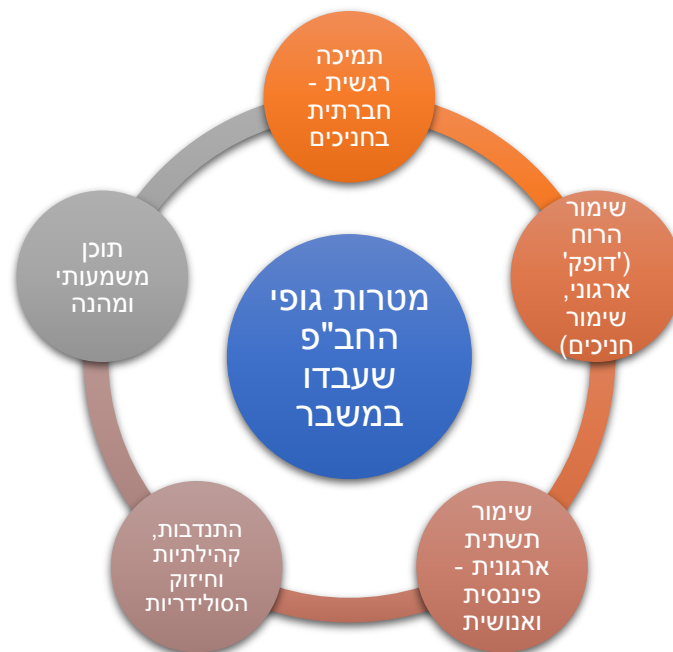 תמיכה
רגשית -
חברתית
בחניכים
שימור
הרוח
('דופק'
ארגוני,
שימור
חניכים)
שימור
תשתית
ארגונית -
פיננסית
ואנושית
התנדבות,
קהילתיות
וחיזוק
הסולידריות
תוכן
משמעותי
ומהנה
מטרות גופי
החב"פ
שעבדו
במשבר